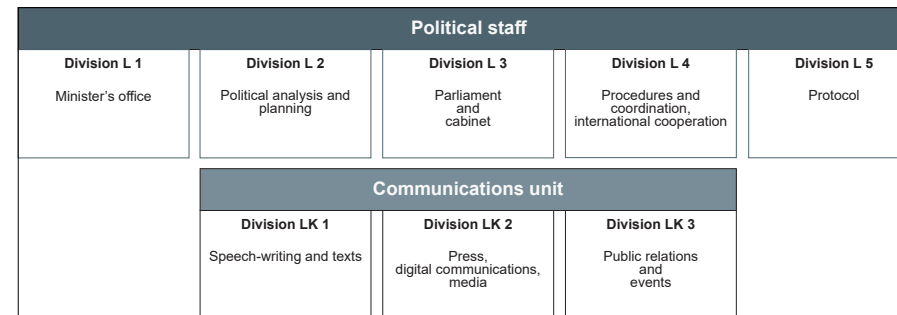 Political staff
Division L 1
Minister’s office
Division L 2
Political analysis and
planning
Division L 3
Parliament
and
cabinet
Division L 4
Procedures and
coordination,
international cooperation
Division L 5
Protocol
Communications unit
Division LK 1
Speech-writing and texts
Division LK 2
Press,
digital communications,
media
Division LK 3
Public relations
and
events